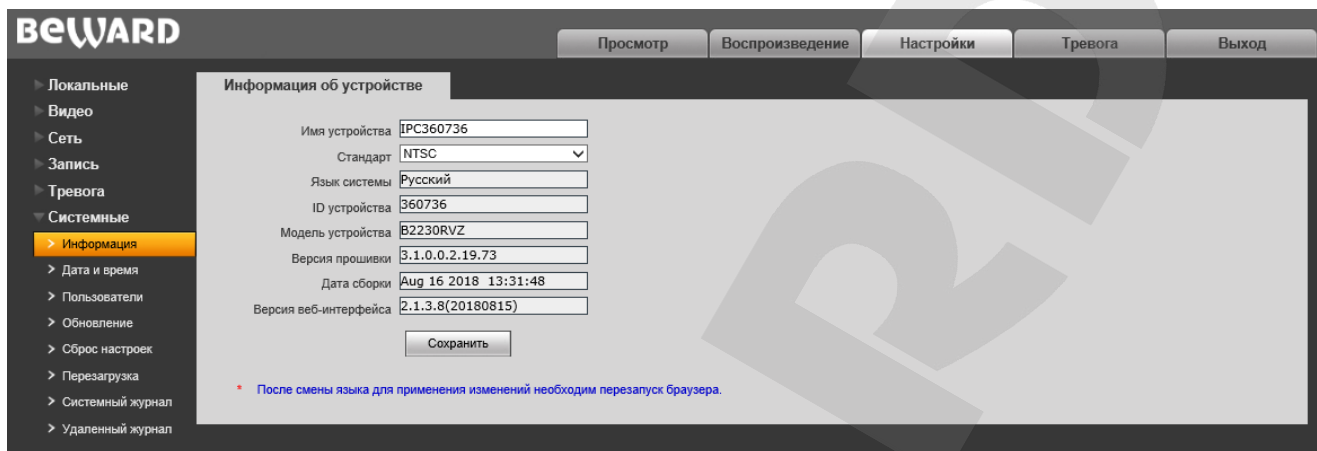 BEWARD
Просмотр Воспроизведение Настройки Тревога Выход
Локальные
Видео
Сеть
Запись
Тревога
Системные
Информация
Дата и время
Пользователи
Обновление
Сброс настроек
Перезагрузка
Системный журнал
Удаленный журнал
Информация об устройстве
Имя устройства IPC360736
Стандарт NTSC
Язык системы Русский
ID устройства 360736
Модель устройства B2230RVZ
Версия прошивки 3.1.0.0.2.19.73
Дата сборки Aug 16 2018 13:31:48
Версия веб-интерфейса 2.1.3.8(20180815)
Сохранить
* После смены языка для применения изменений необходим перезапуск браузера.